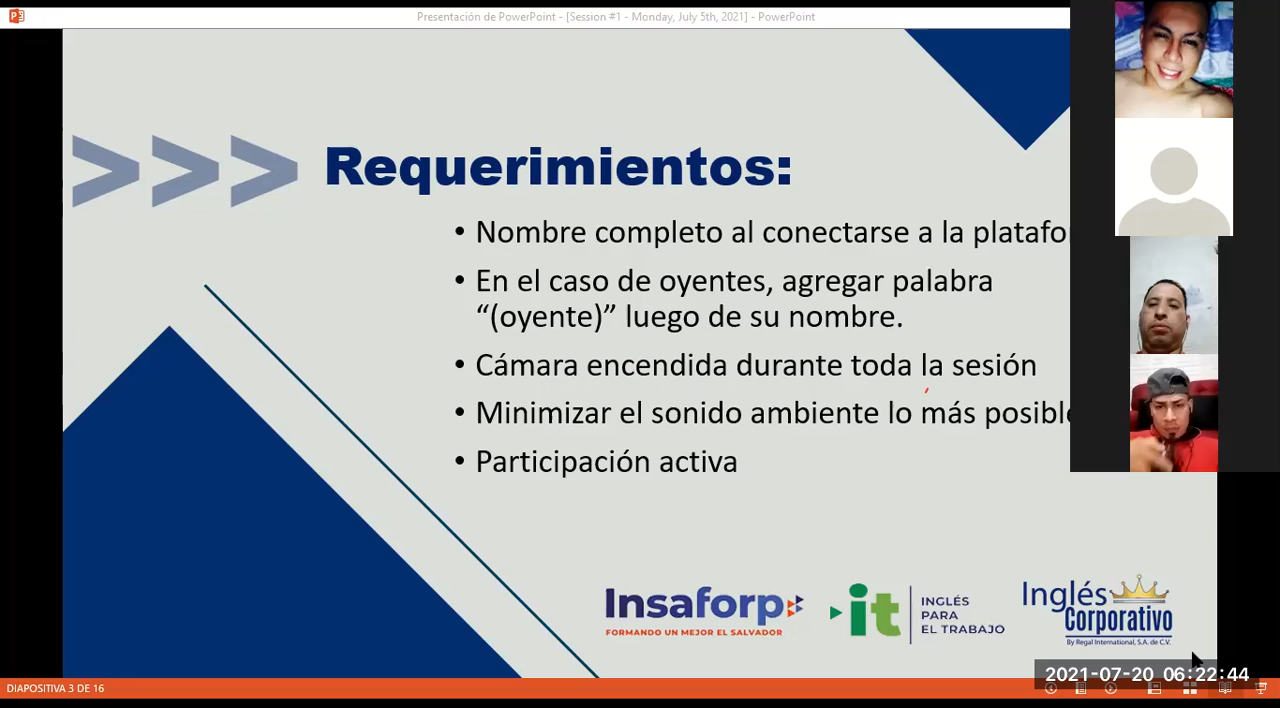 Presentación de PowerPoint - [Session #1 - Monday, July 5th, 2021] - PowerPoint
>>> Requerimientos:
• Nombre completo al conectarse a la platafo
• En el caso de oyentes, agregar palabra
“(oyente)” luego de su nombre.
• Cámara encendida durante toda la sesión
• Minimizar el sonido ambiente lo más posible
• Participación activa
Insaforp
FORMANDO UN MEJOR EL SALVADOR
it
INGLÉS
PARA
EL TRABAJO
Inglés
Corporativo
By Regal International, S.A. de C.V.
2021-07-20 06:22:44
DIAPOSITIVA 3 DE 16